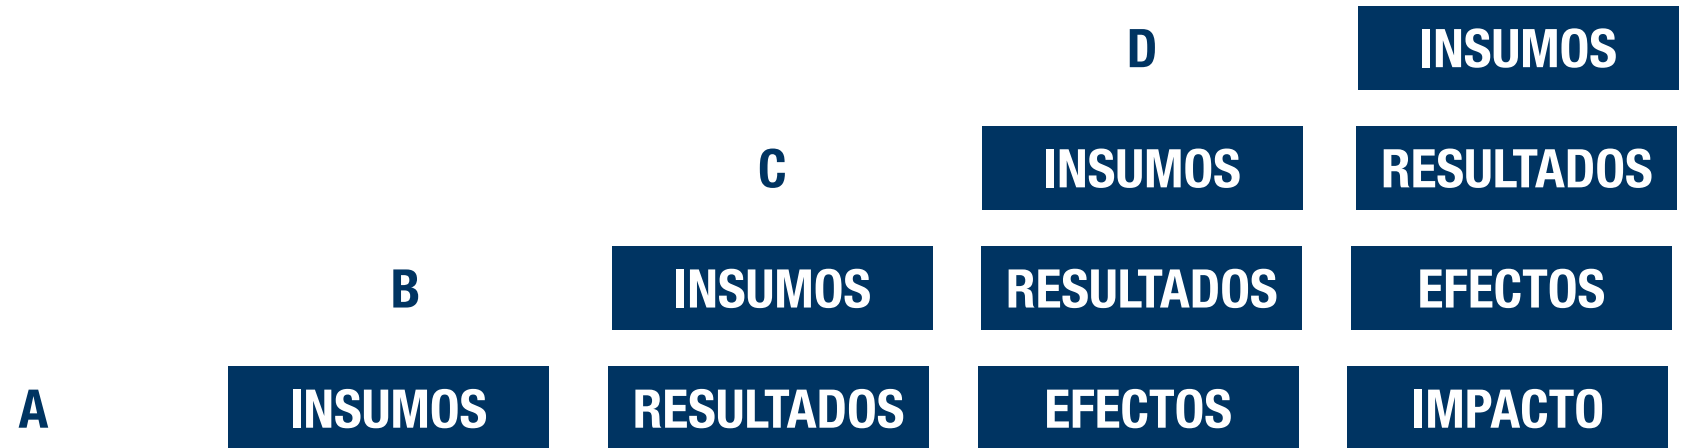 D INSUMOS
C INSUMOS RESULTADOS
B INSUMOS RESULTADOS EFECTOS
A INSUMOS RESULTADOS EFECTOS IMPACTO